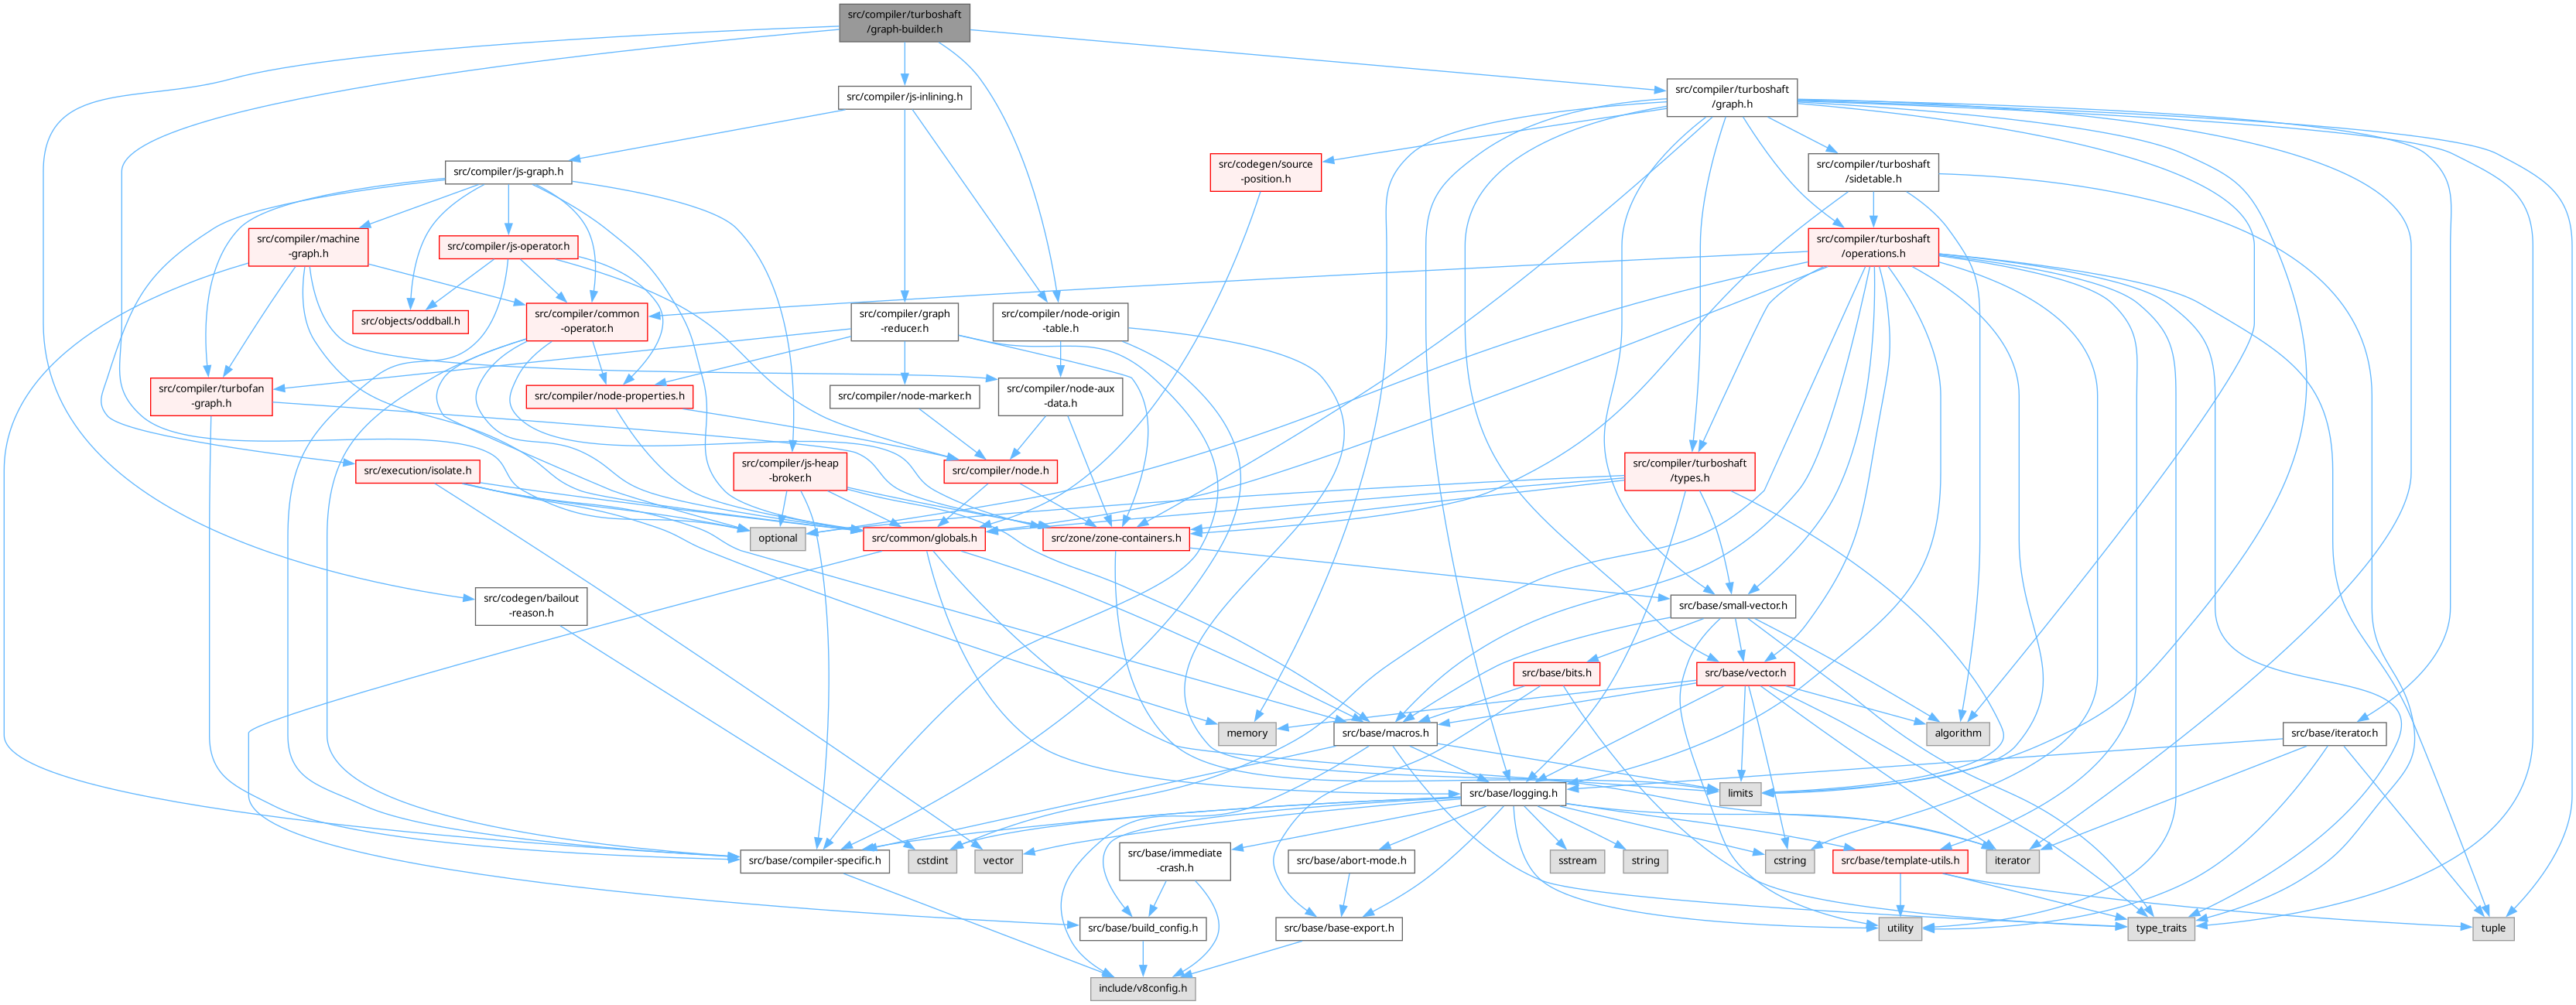 src/compiler/turboshaft
/graph-builder.h
src/compiler/js-inlining.h
src/compiler/turboshaft
/graph.h
src/compiler/js-graph.h
src/codegen/source
-position.h
src/compiler/turboshaft
/sidetable.h
src/compiler/machine
-graph.h
src/compiler/js-operator.h
src/compiler/turboshaft
/operations.h
src/objects/oddball.h
src/compiler/common
-operator.h
src/compiler/graph
-reducer.h
src/compiler/node-origin
-table.h
src/compiler/turbofan
-graph.h
src/compiler/node-properties.h
src/compiler/node-marker.h
src/compiler/node-aux
-data.h
src/execution/isolate.h
src/compiler/js-heap
-broker.h
src/compiler/node.h
src/compiler/turboshaft
/types.h
optional
src/common/globals.h
src/zone/zone-containers.h
src/codegen/bailout
-reason.h
src/base/small-vector.h
src/base/bits.h
src/base/vector.h
memory
src/base/macros.h
algorithm
src/base/iterator.h
src/base/logging.h
limits
src/base/compiler-specific.h
cstdint
vector
src/base/immediate
-crash.h
src/base/abort-mode.h
sstream
string
cstring
src/base/template-utils.h
iterator
src/base/build_config.h
src/base/base-export.h
utility
type_traits
tuple
include/v8config.h